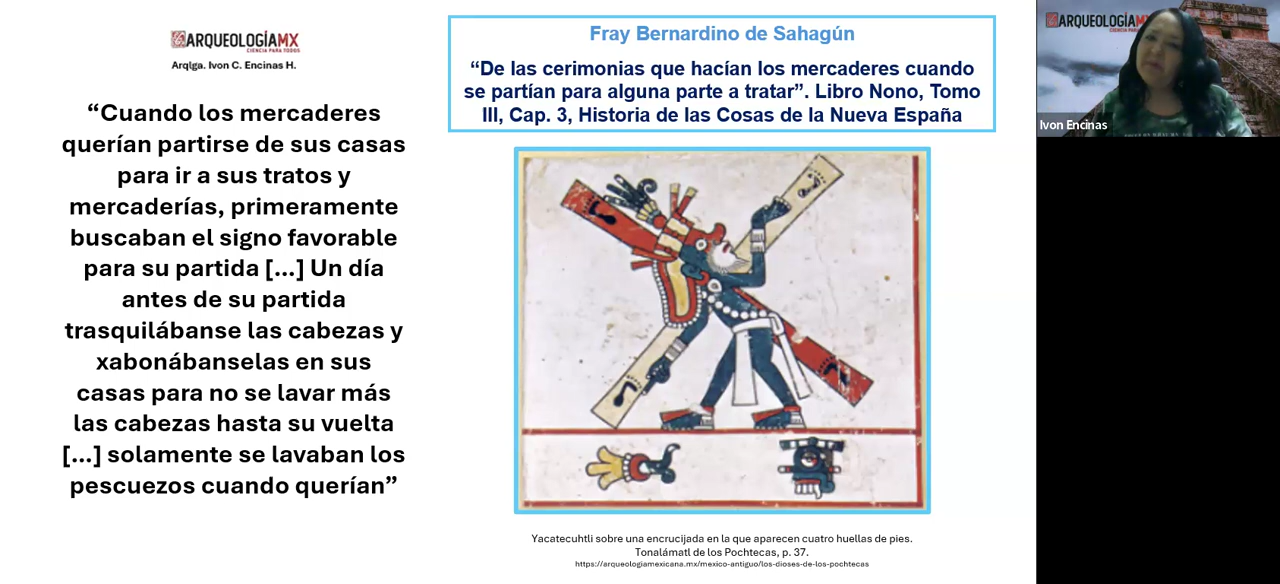 ARQUEOLOGÍAMX
CIENCIA PARA TODOS
Arqlga. Ivon C. Encinas H.
“Cuando los mercaderes
querían partirse de sus casas
para ir a sus tratos y
mercaderías, primeramente
buscaban el signo favorable
para su partida [...] Un día
antes de su partida
trasquilábanse las cabezas y
xabonábanselas en sus
casas para no se lavar más
las cabezas hasta su vuelta
[...] solamente se lavaban los
pescuezos cuando querían”
Fray Bernardino de Sahagún
“De las cerimonias que hacían los mercaderes cuando
se partían para alguna parte a tratar”. Libro Nono, Tomo
III, Cap. 3, Historia de las Cosas de la Nueva España
Yacatecuhtli sobre una encrucijada en la que aparecen cuatro huellas de pies.
Tonalámatl de los Pochtecas, p. 37.
https://arqueologiamexicana.mx/mexico-antiguo/los-dioses-de-los-pochtecas
ARQUEOLOGÍAMX
Ivon Encinas